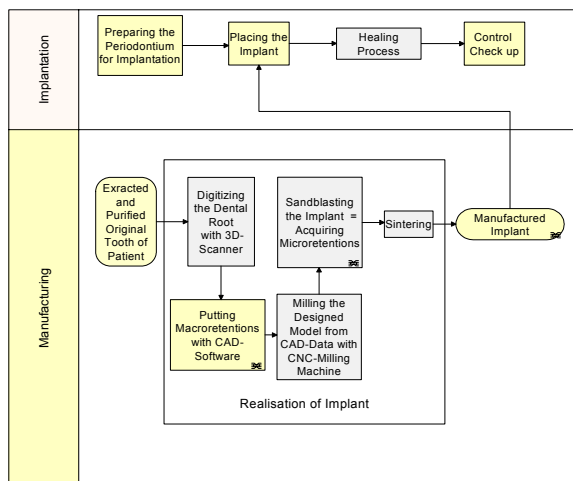 Implantation
Preparing the
Periodontium
for Implantation
Placing the
Implant
Healing
Process
Control
Check up
Manufacturing
Exracted
and
Purified
Original
Tooth of
Patient
Digitizing
the Dental
Root
with 3D-
Scanner
Sandblasting
the Implant =
Acquiring
Microretentions
Sintering
Manufactured
Implant
Putting
Macroretentions
with CAD-
Software
Milling the
Designed
Model from
CAD-Data with
CNC-Milling
Machine
Realisation of Implant